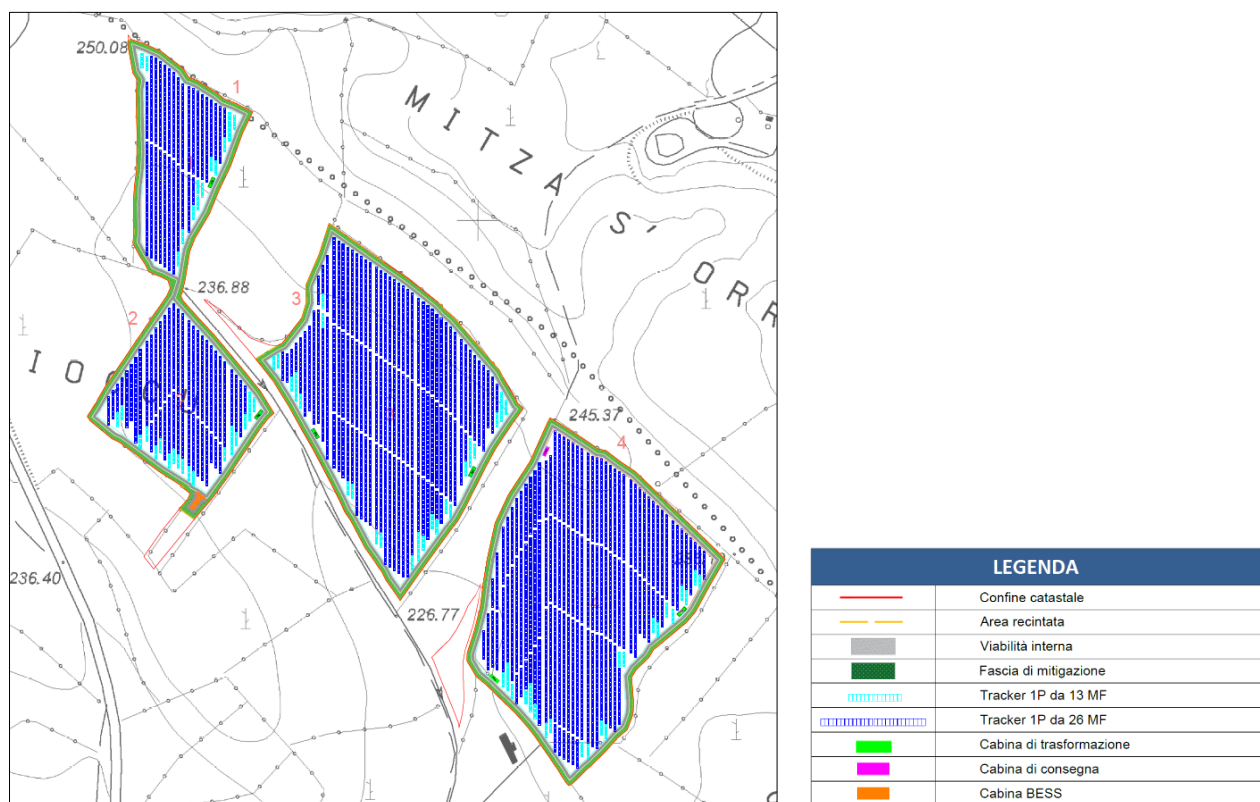 250.08
1
MITZA S' ORR
236.88
3
2
IOCCU
245.37
4
236.40
226.77
LEGENDA
Confine catastale
Area recintata
Viabilità interna
Fascia di mitigazione
Tracker 1P da 13 MF
Tracker 1P da 26 MF
Cabina di trasformazione
Cabina di consegna
Cabina BESS